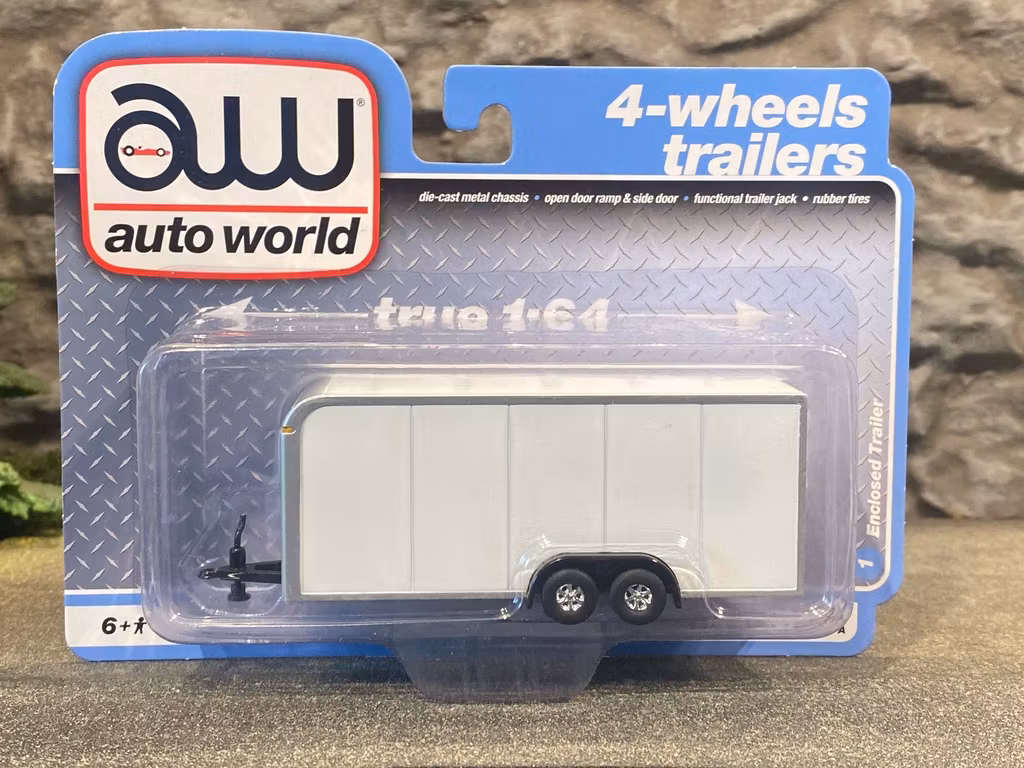 aw®
auto world
4-wheels
trailers
die-cast metal chassis • open door ramp & side door • functional trailer jack • rubber tires
true 1:64
Enclosed Trailer
1
6+
A